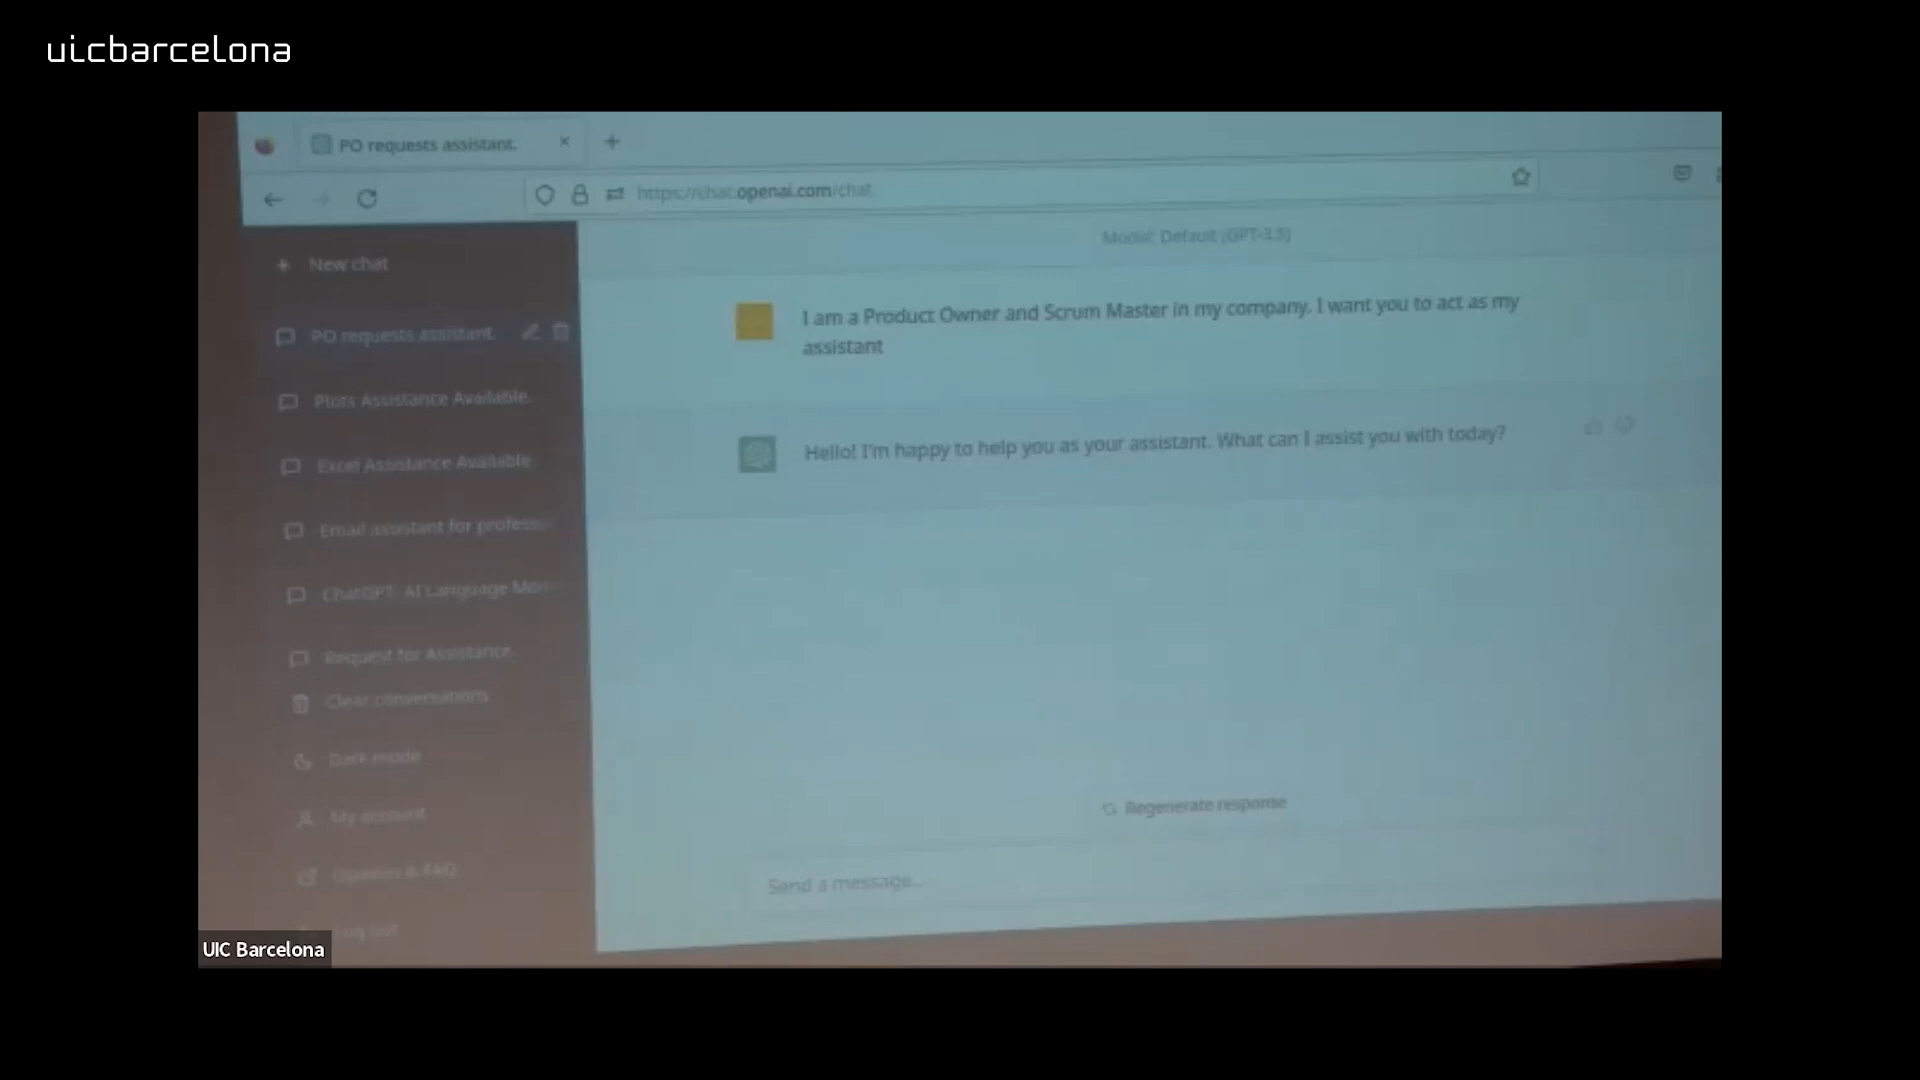 uicbarcelona
PO requests assistant.
https://chat.openai.com/chat
Model: Default (GPT-3.5)
New chat
I am a Product Owner and Scrum Master in my company. I want you to act as my
assistant
PO requests assistant.
Plots Assistance Available.
Hello! I'm happy to help you as your assistant. What can I assist you with today?
Excel Assistance Available.
Email assistant for profess
ChatGPT: AI Language Mo
Request for Assistance.
Clear conversations
Dark mode
Regenerate response
My account
Updates & FAQ
Send a message...
Log out
UIC Barcelona